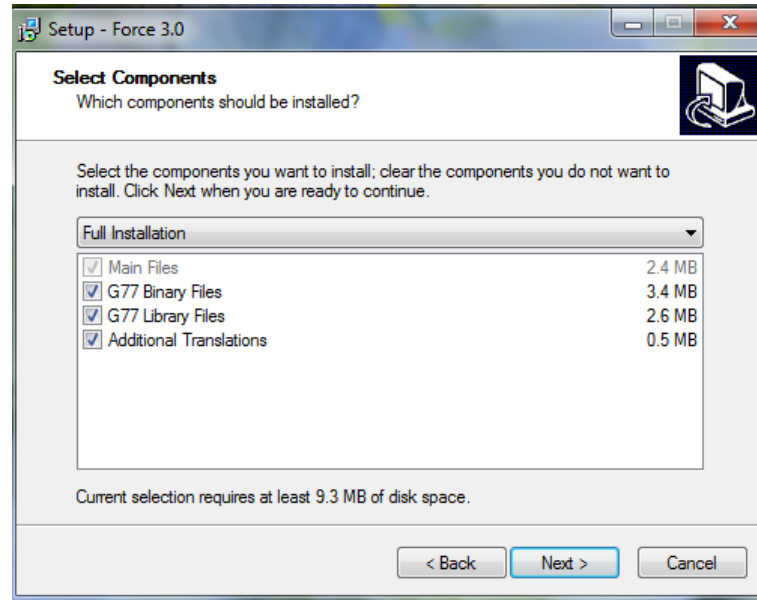 Setup - Force 3.0
Select Components
Which components should be installed?
Select the components you want to install; clear the components you do not want to
install. Click Next when you are ready to continue.
Full Installation
Main Files 2.4 MB
G77 Binary Files 3.4 MB
G77 Library Files 2.6 MB
Additional Translations 0.5 MB
Current selection requires at least 9.3 MB of disk space.
< Back Next > Cancel